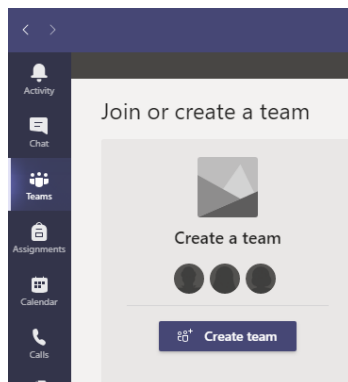 Activity
Chat
Teams
Assignments
Calendar
Calls
Join or create a team
Create a team
Create team